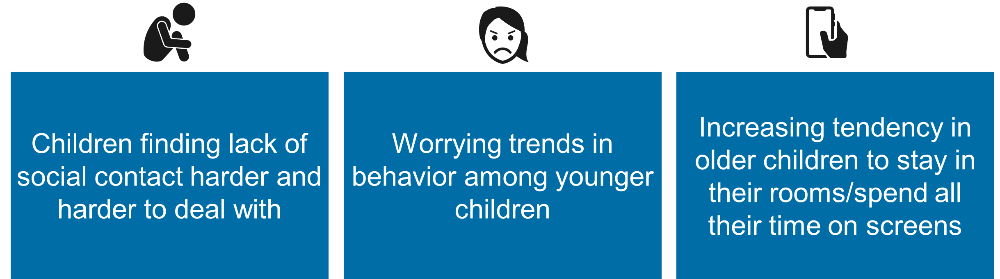 Children finding lack of
social contact harder and
harder to deal with
Worrying trends in
behavior among younger
children
Increasing tendency in
older children to stay in
their rooms/spend all
their time on screens